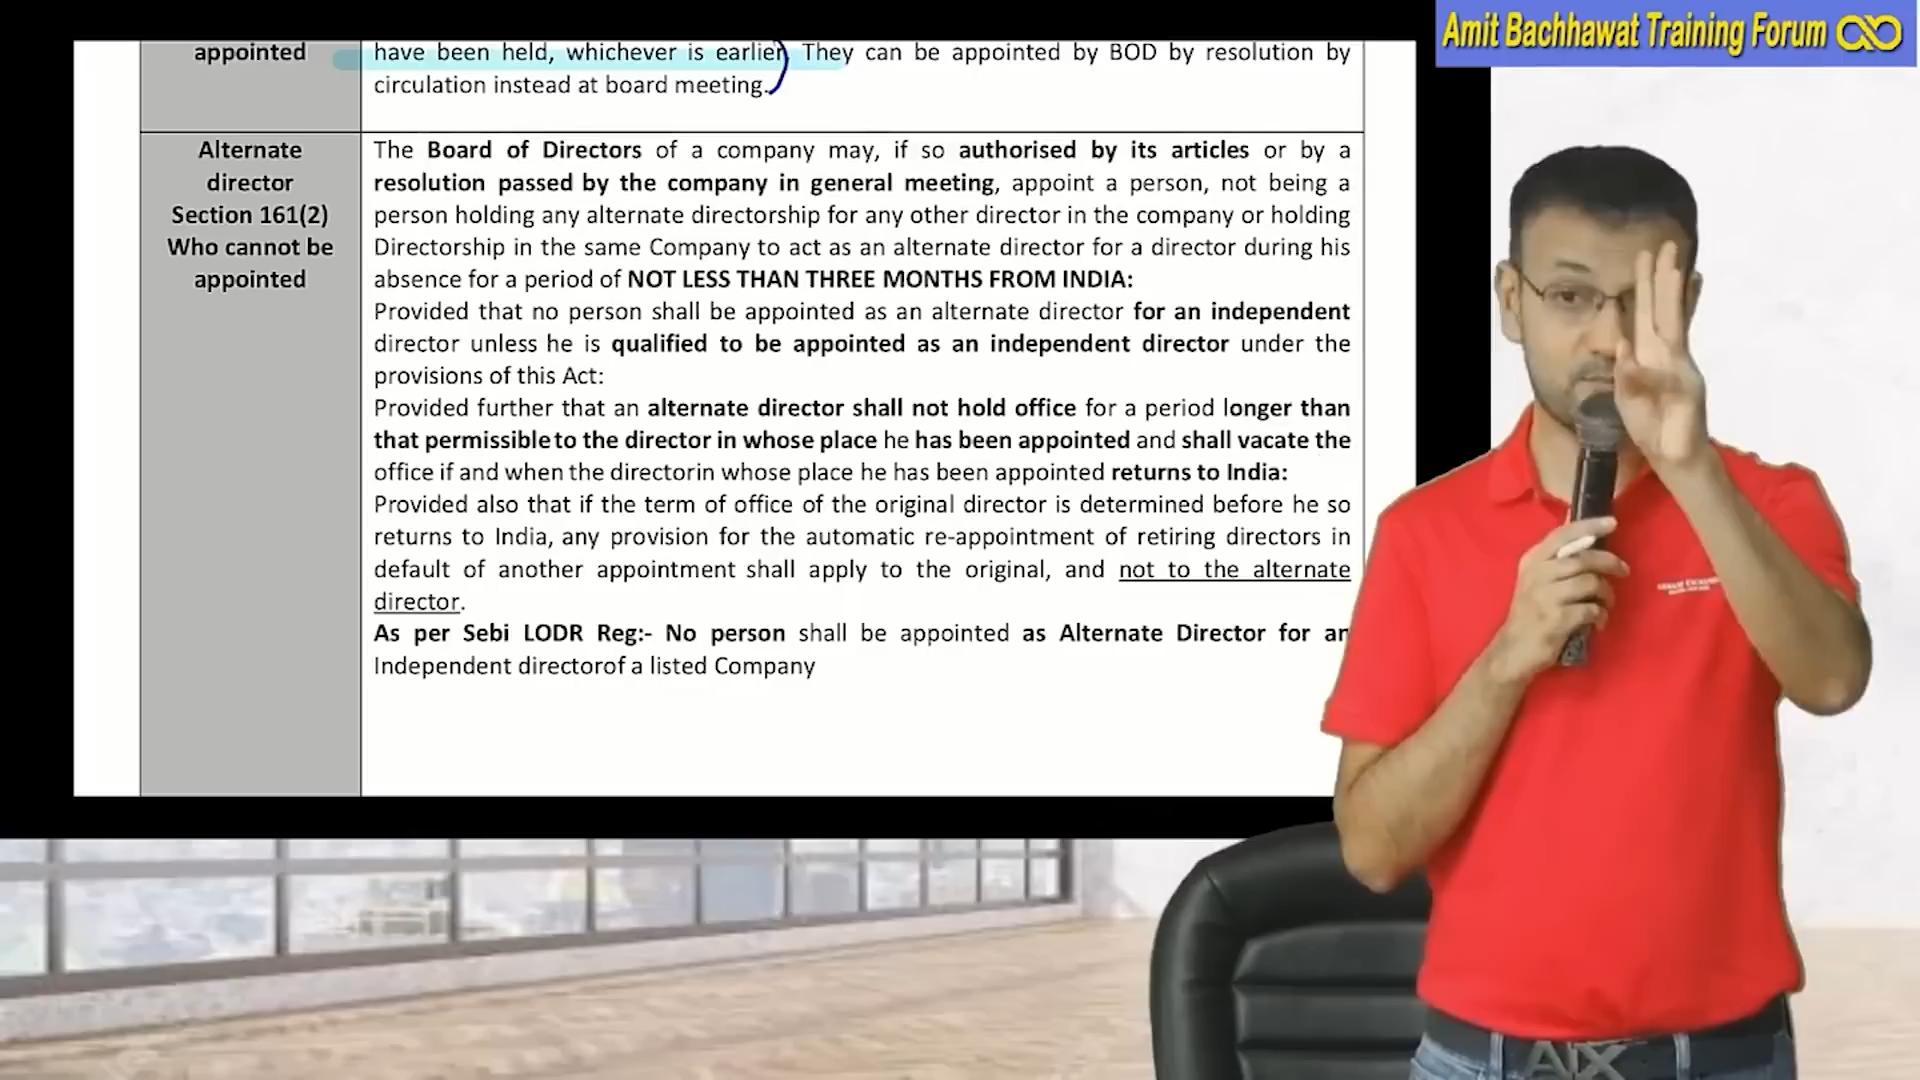 Amit Bachhawat Training Forum
appointed
have been held, whichever is earlier. They can be appointed by BOD by resolution by
circulation instead at board meeting.
Alternate
director
Section 161(2)
Who cannot be
appointed
The Board of Directors of a company may, if so authorised by its articles or by a
resolution passed by the company in general meeting, appoint a person, not being a
person holding any alternate directorship for any other director in the company or holding
Directorship in the same Company to act as an alternate director for a director during his
absence for a period of NOT LESS THAN THREE MONTHS FROM INDIA:
Provided that no person shall be appointed as an alternate director for an independent
director unless he is qualified to be appointed as an independent director under the
provisions of this Act:
Provided further that an alternate director shall not hold office for a period longer than
that permissible to the director in whose place he has been appointed and shall vacate the
office if and when the directorin whose place he has been appointed returns to India:
Provided also that if the term of office of the original director is determined before he so
returns to India, any provision for the automatic re-appointment of retiring directors in
default of another appointment shall apply to the original, and not to the alternate
director.
As per Sebi LODR Reg:- No person shall be appointed as Alternate Director for an
Independent directorof a listed Company
AIX